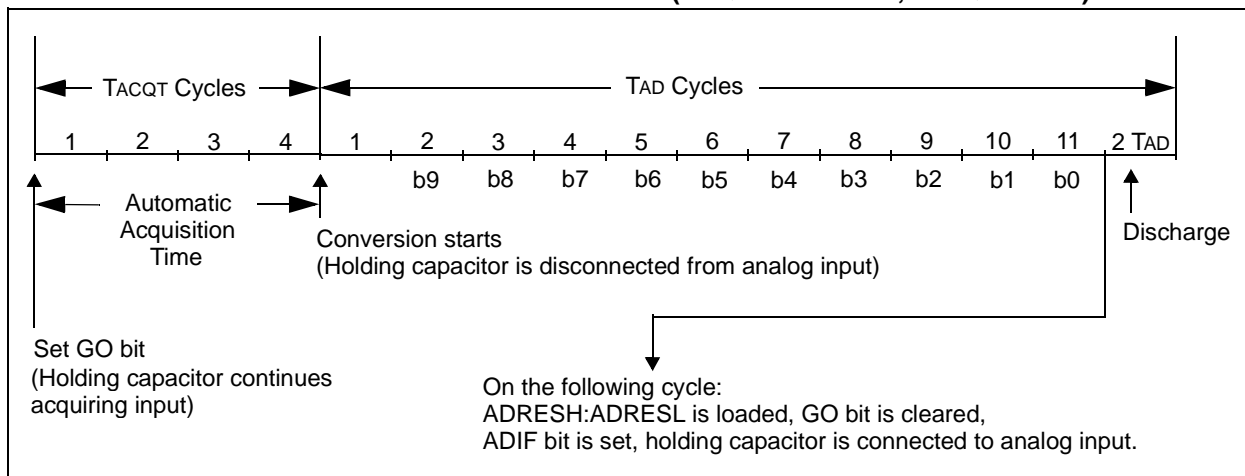 TACQT Cycles
TAD Cycles
1 2 3 4 1 2 3 4 5 6 7 8 9 10 11 2 TAD
b9 b8 b7 b6 b5 b4 b3 b2 b1 b0
Automatic
Acquisition
Time
Conversion starts
(Holding capacitor is disconnected from analog input)
Discharge
Set GO bit
(Holding capacitor continues
acquiring input)
On the following cycle:
ADRESH:ADRESL is loaded, GO bit is cleared,
ADIF bit is set, holding capacitor is connected to analog input.